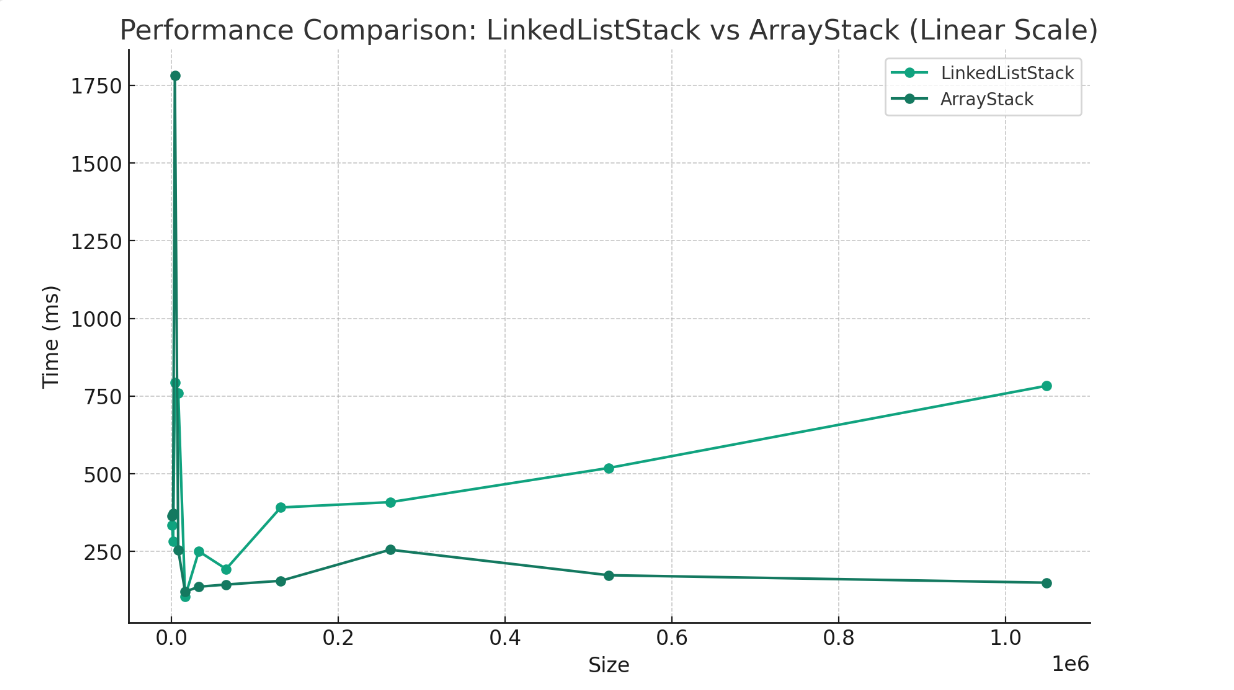 Performance Comparison: LinkedListStack vs ArrayStack (Linear Scale)
LinkedListStack
ArrayStack
1750
1500
1250
1000
750
500
250
Time (ms)
0.0 0.2 0.4 0.6 0.8 1.0
1e6
Size